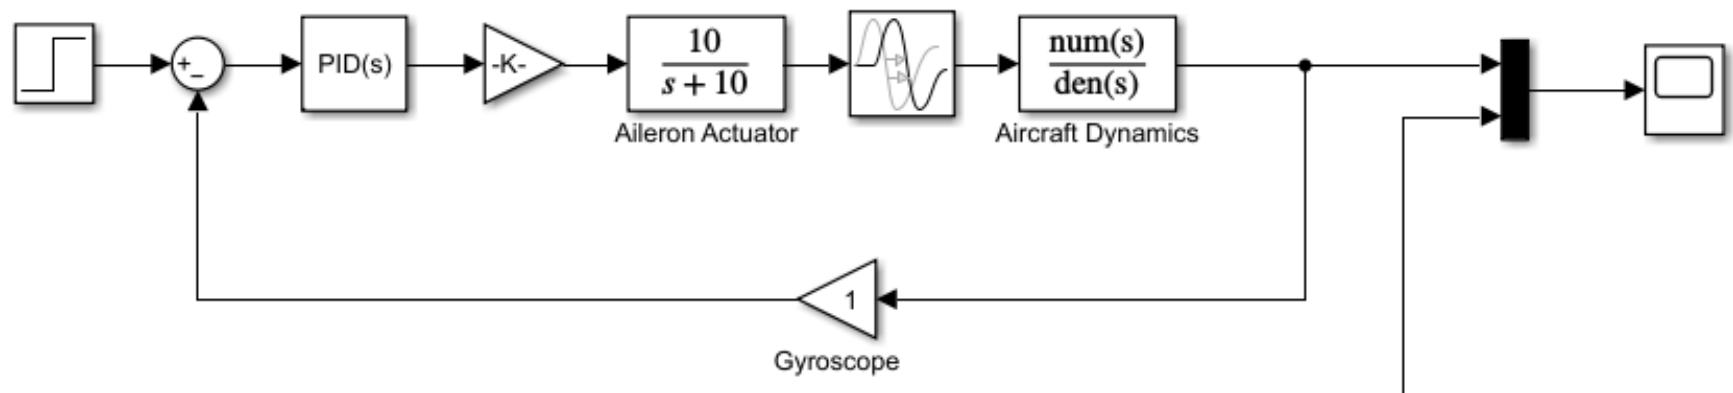 +
−
PID(s)
-K-
10
s + 10
Aileron Actuator
num(s)
den(s)
Aircraft Dynamics
1
Gyroscope